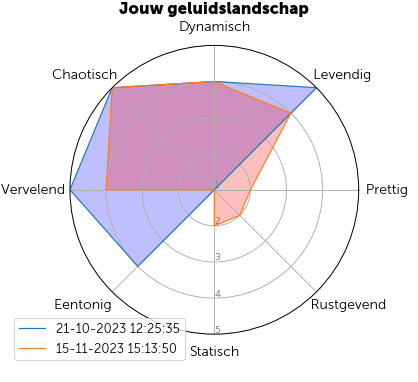 Jouw geluidslandschap
Dynamisch
Chaotisch
Levendig
Vervelend
1
Prettig
2
3
4
Eentonig
Rustgevend
5
Statisch
21-10-2023 12:25:35
15-11-2023 15:13:50